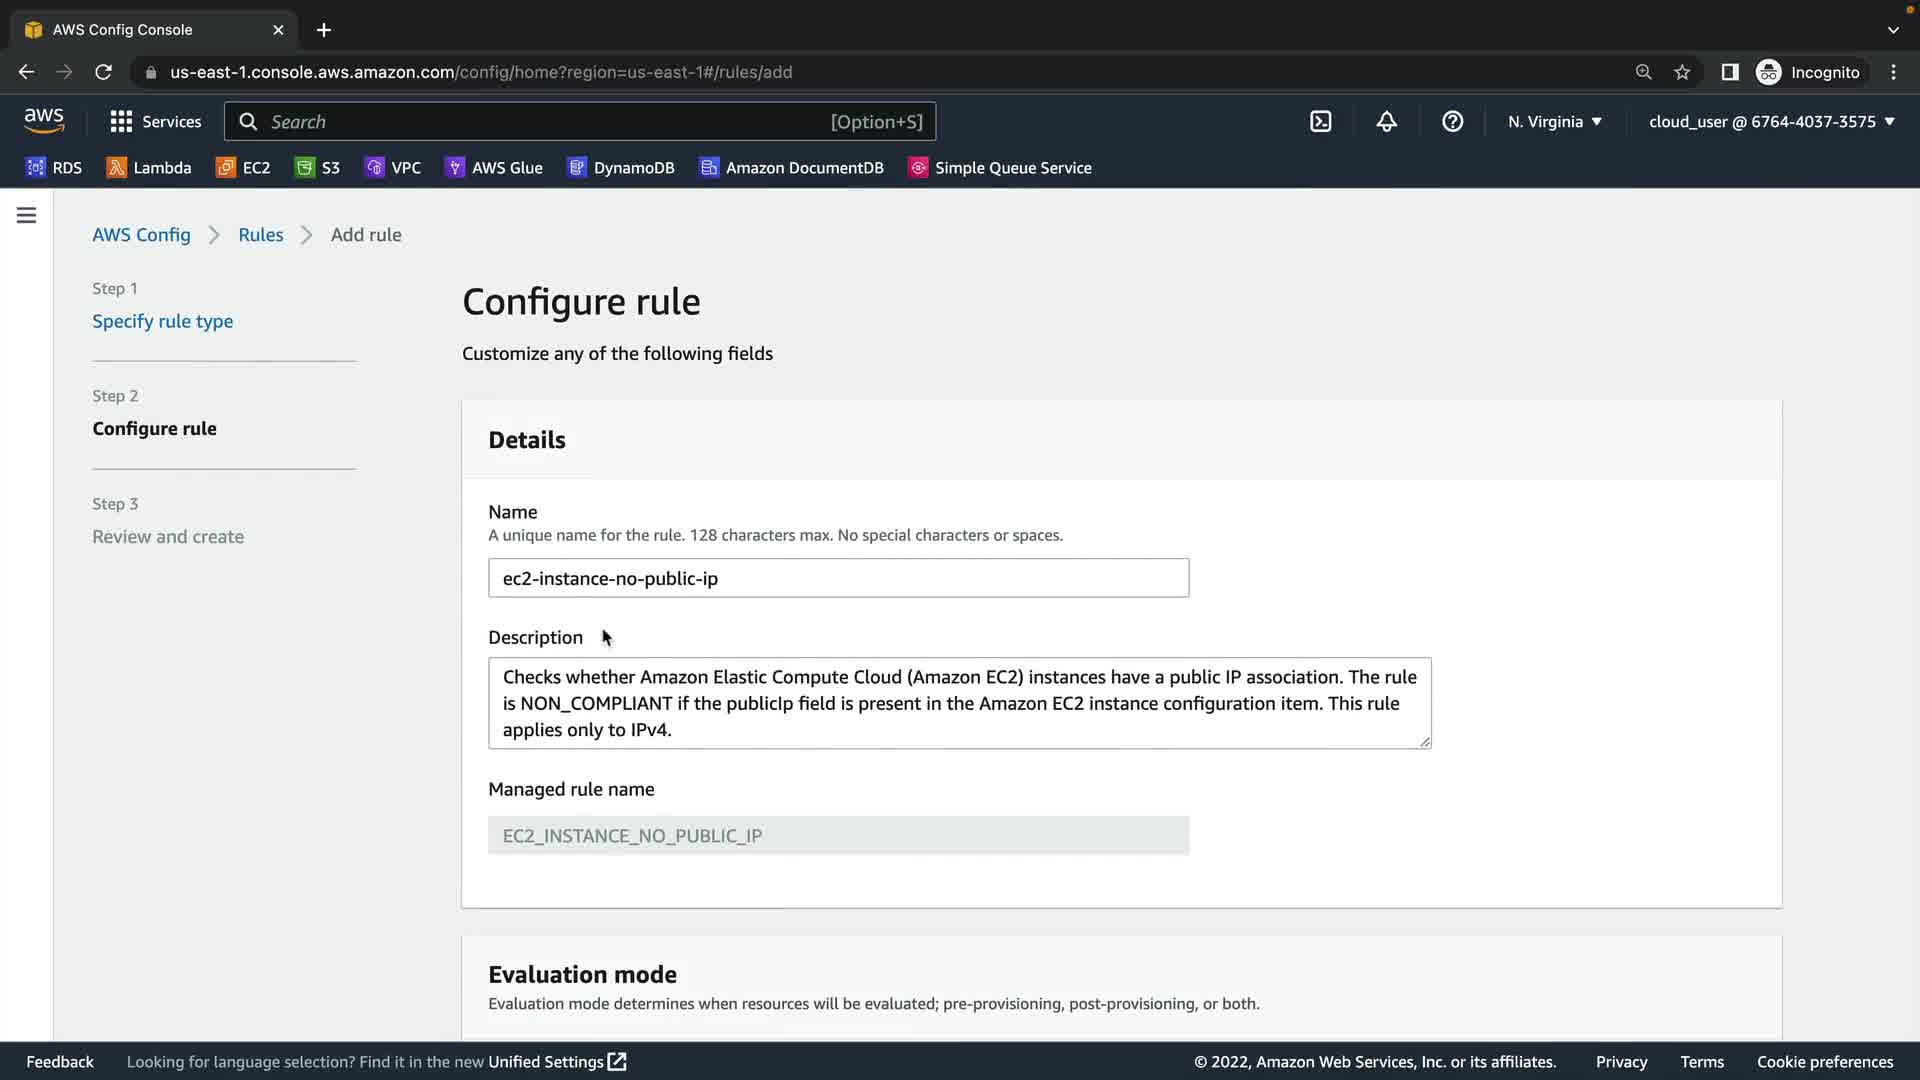 AWS Config Console
us-east-1.console.aws.amazon.com/config/home?region=us-east-1#/rules/add
Incognito
aws
Services
Search
[Option+S]
N. Virginia
cloud_user @ 6764-4037-3575
RDS
Lambda
EC2
S3
VPC
AWS Glue
DynamoDB
Amazon DocumentDB
Simple Queue Service
AWS Config
Rules
Add rule
Step 1
Specify rule type
Step 2
Configure rule
Step 3
Review and create
Configure rule
Customize any of the following fields
Details
Name
A unique name for the rule. 128 characters max. No special characters or spaces.
ec2-instance-no-public-ip
Description
Checks whether Amazon Elastic Compute Cloud (Amazon EC2) instances have a public IP association. The rule
is NON_COMPLIANT if the publicIp field is present in the Amazon EC2 instance configuration item. This rule
applies only to IPv4.
Managed rule name
EC2_INSTANCE_NO_PUBLIC_IP
Evaluation mode
Evaluation mode determines when resources will be evaluated; pre-provisioning, post-provisioning, or both.
Feedback
Looking for language selection? Find it in the new Unified Settings
© 2022, Amazon Web Services, Inc. or its affiliates.
Privacy
Terms
Cookie preferences